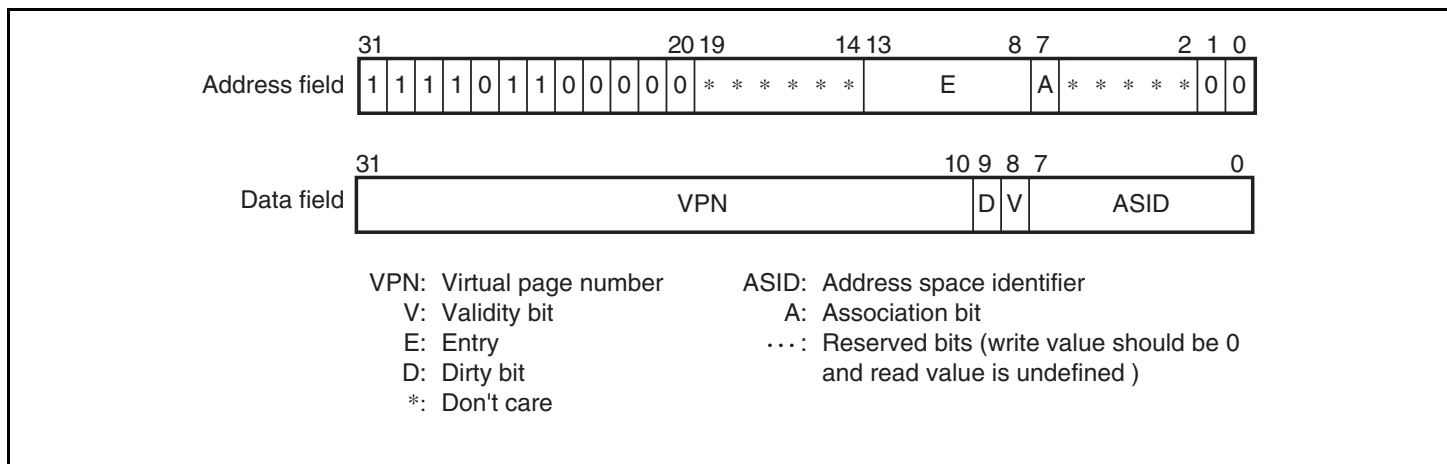 31 20 19 14 13 8 7 2 1 0
Address field 1 1 1 1 0 1 1 0 0 0 0 0 * * * * * * E A * * * * * 0 0
31 10 9 8 7 0
Data field VPN D V ASID
VPN: Virtual page number ASID: Address space identifier
V: Validity bit A: Association bit
E: Entry ···: Reserved bits (write value should be 0
D: Dirty bit and read value is undefined )
*: Don't care